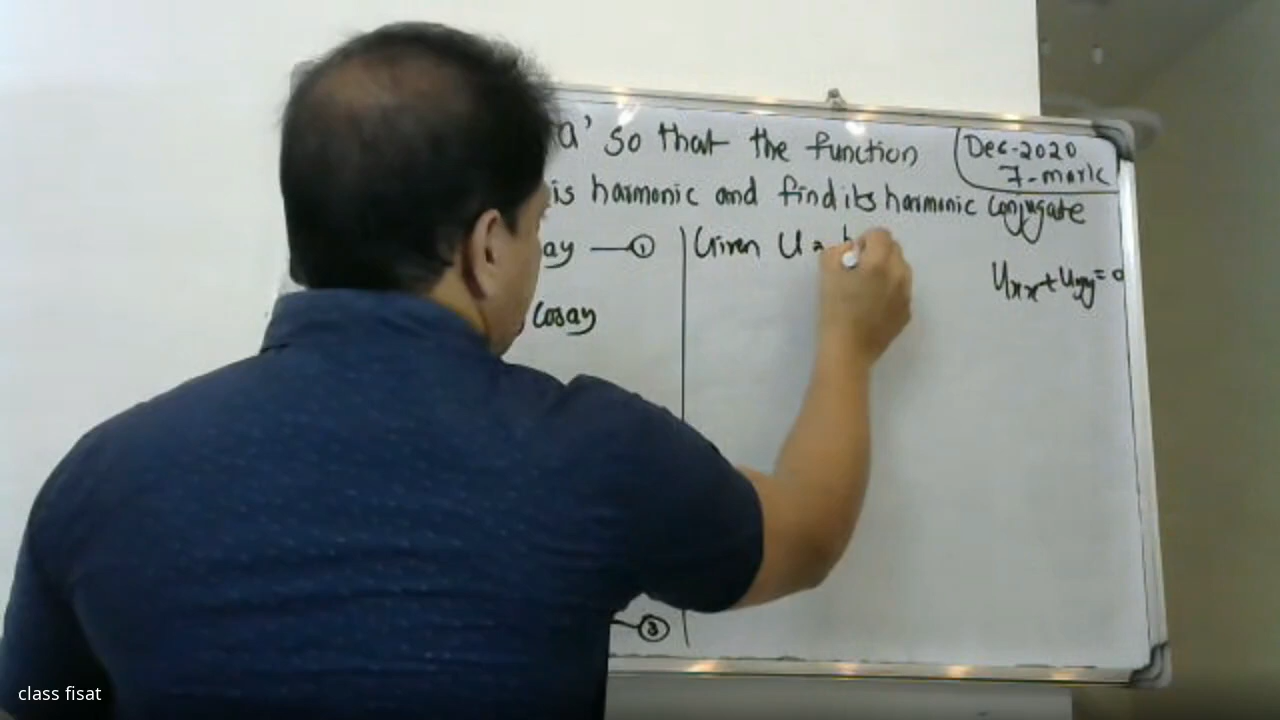 a' so that the function
Dec-2020
7-mark
is harmonic and find its harmonic conjugate
ay —①
Given U =
Uxx + Uyy = 0
Cosay
③
class fisat